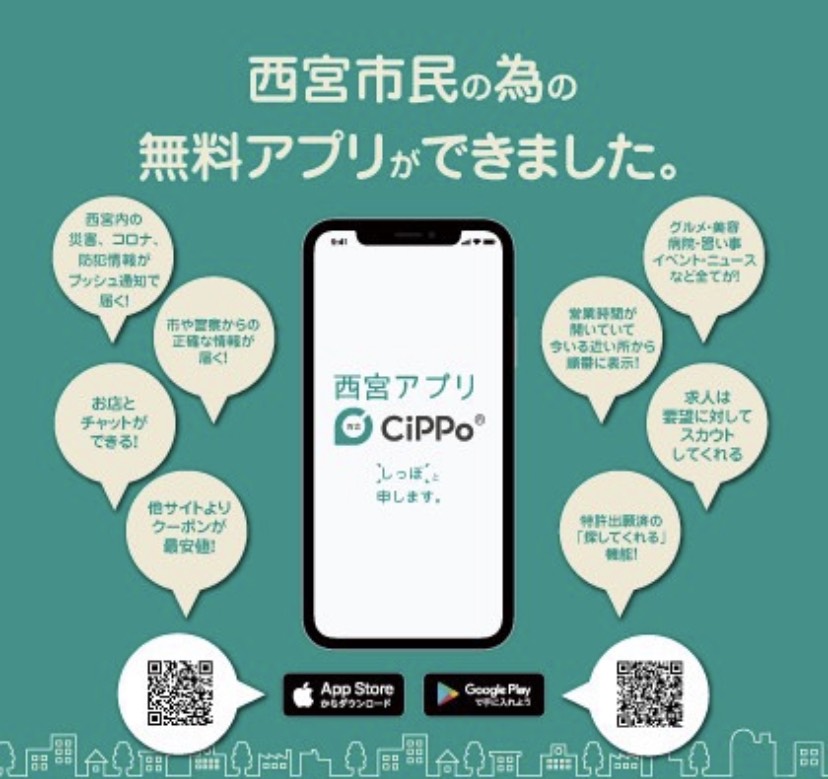 西宮市民の為の
無料アプリができました。
西宮内の
災害、コロナ、
防犯情報が
プッシュ通知で
届く!
市や警察からの
正確な情報が
届く!
お店と
チャットが
できる!
他サイトより
クーポンが
最安値!
グルメ・美容
病院・習い事
イベント・ニュース
など全てが!
営業時間が
開いていて
今いる近い所から
順番に表示!
求人は
要望に対して
スカウト
してくれる
特許出願済の
「探してくれる」
機能!
9:41
西宮アプリ
西宮 CiPPo®
しっぽと
申します。
App Store
からダウンロード
Google Play
で手に入れよう